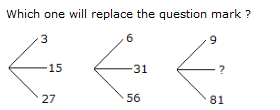 Which one will replace the question mark ?
3 6 9
15 31 ?
27 56 81